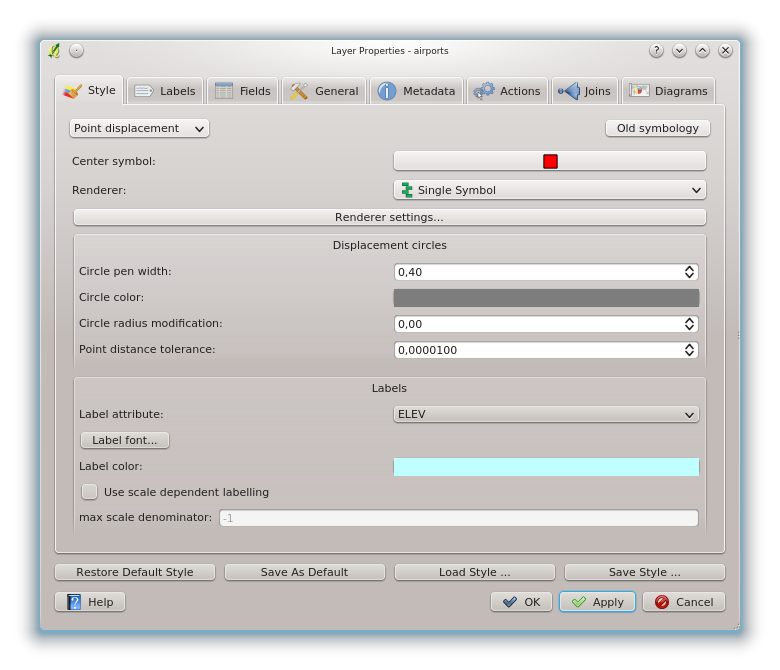 Layer Properties - airports
Style Labels Fields General Metadata Actions Joins Diagrams
Point displacement Old symbology
Center symbol:
Renderer: Single Symbol
Renderer settings...
Displacement circles
Circle pen width: 0,40
Circle color:
Circle radius modification: 0,00
Point distance tolerance: 0,0000100
Labels
Label attribute: ELEV
Label font...
Label color:
Use scale dependent labelling
max scale denominator: -1
Restore Default Style Save As Default Load Style ... Save Style ...
Help OK Apply Cancel